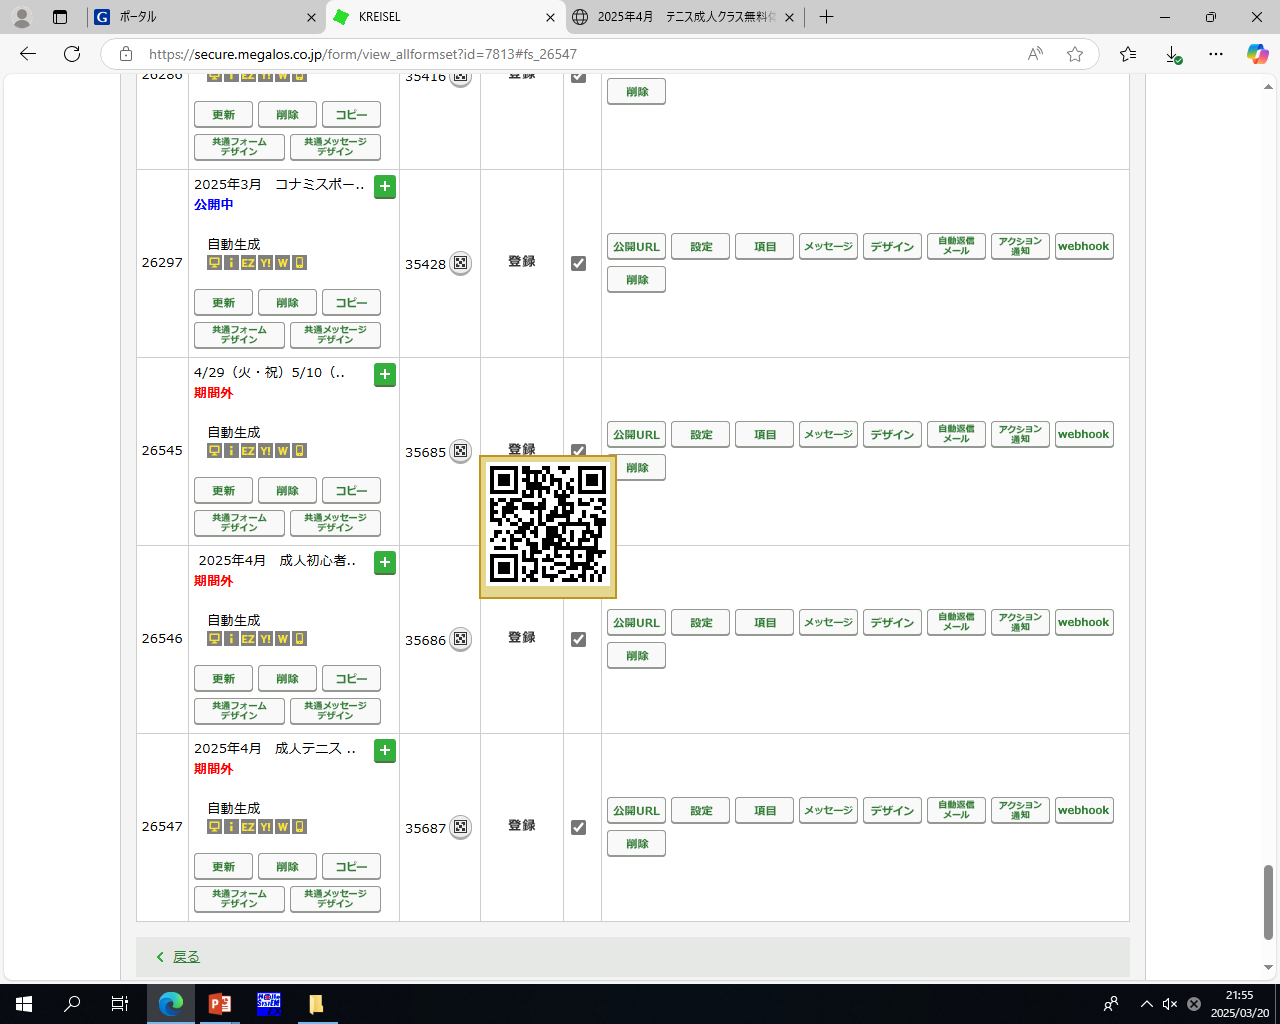 ポータル
KREISEL
2025年4月　テニス成人クラス無料
https://secure.megalos.co.jp/form/view_allformset?id=7813#fs_26547
26286
35416
登録
削除
更新 削除 コピー
共通フォーム
デザイン
共通メッセージ
デザイン
2025年3月　コナミスポー..
公開中
自動生成
26297
EZ Y! W
35428
登録
公開URL 設定 項目 メッセージ デザイン 自動返信
メール アクション
通知 webhook
削除
更新 削除 コピー
共通フォーム
デザイン
共通メッセージ
デザイン
4/29（火・祝）5/10（..
期間外
自動生成
26545
EZ Y! W
35685
登録
公開URL 設定 項目 メッセージ デザイン 自動返信
メール アクション
通知 webhook
削除
更新 削除 コピー
共通フォーム
デザイン
共通メッセージ
デザイン
2025年4月　成人初心者..
期間外
自動生成
26546
EZ Y! W
35686
登録
公開URL 設定 項目 メッセージ デザイン 自動返信
メール アクション
通知 webhook
削除
更新 削除 コピー
共通フォーム
デザイン
共通メッセージ
デザイン
2025年4月　成人テニス ..
期間外
自動生成
26547
EZ Y! W
35687
登録
公開URL 設定 項目 メッセージ デザイン 自動返信
メール アクション
通知 webhook
削除
更新 削除 コピー
共通フォーム
デザイン
共通メッセージ
デザイン
戻る
21:55
2025/03/20